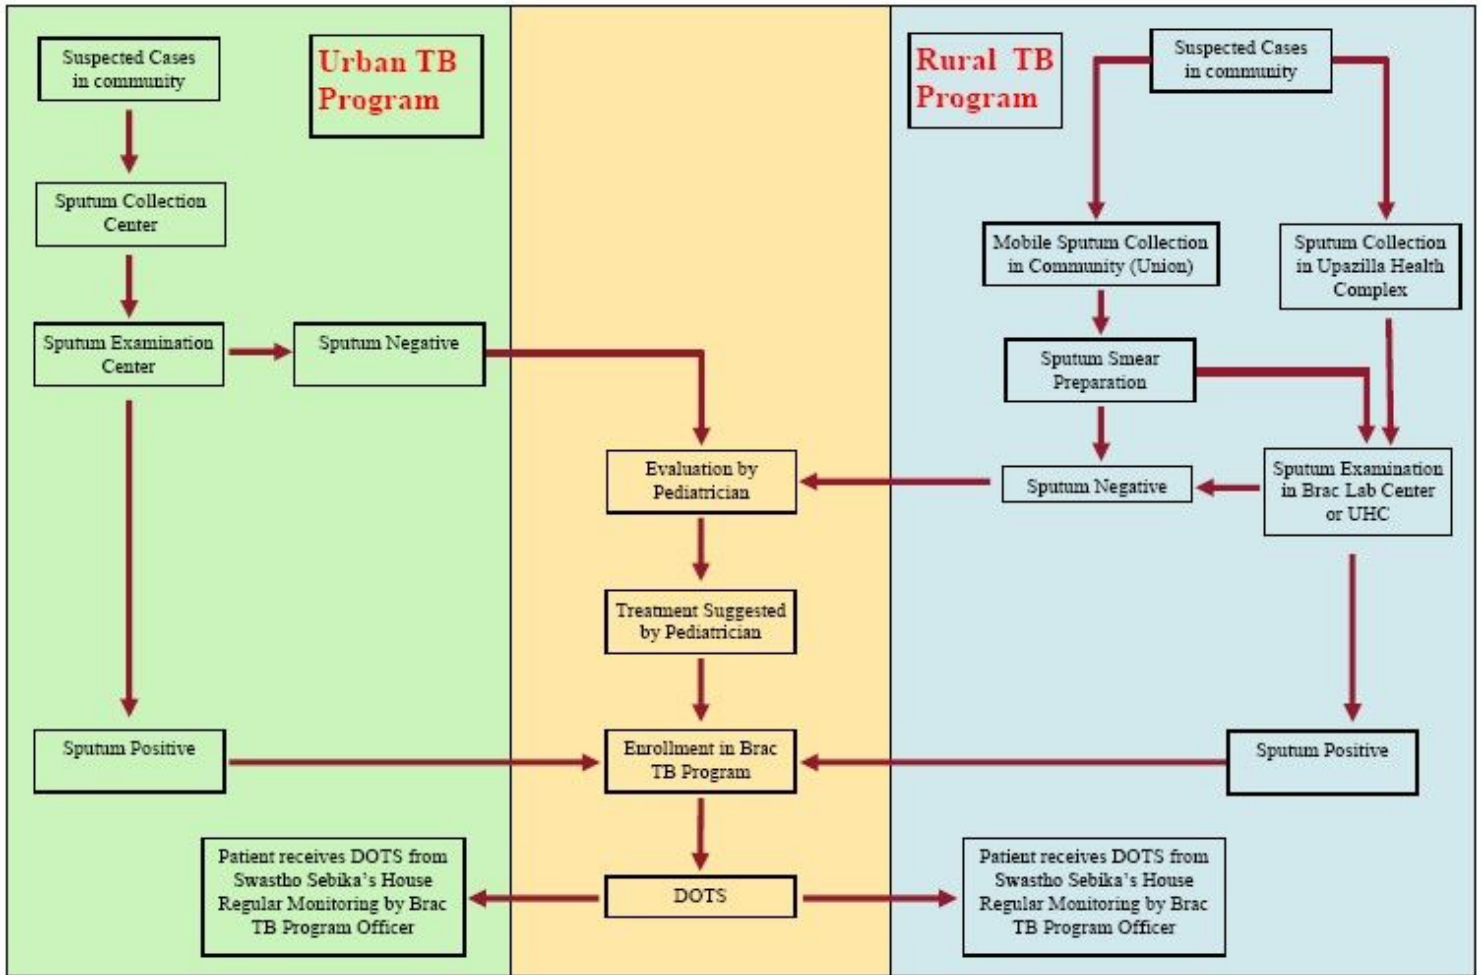 Suspected Cases
in community
Urban TB
Program
Sputum Collection
Center
Sputum Examination
Center
Sputum Negative
Sputum Positive
Patient receives DOTS from
Swastho Sebika's House
Regular Monitoring by Brac
TB Program Officer
Evaluation by
Pediatrician
Treatment Suggested
by Pediatrician
Enrollment in Brac
TB Program
DOTS
Rural TB
Program
Suspected Cases
in community
Mobile Sputum Collection
in Community (Union)
Sputum Collection
in Upazilla Health
Complex
Sputum Smear
Preparation
Sputum Negative
Sputum Examination
in Brac Lab Center
or UHC
Sputum Positive
Patient receives DOTS from
Swastho Sebika's House
Regular Monitoring by Brac
TB Program Officer